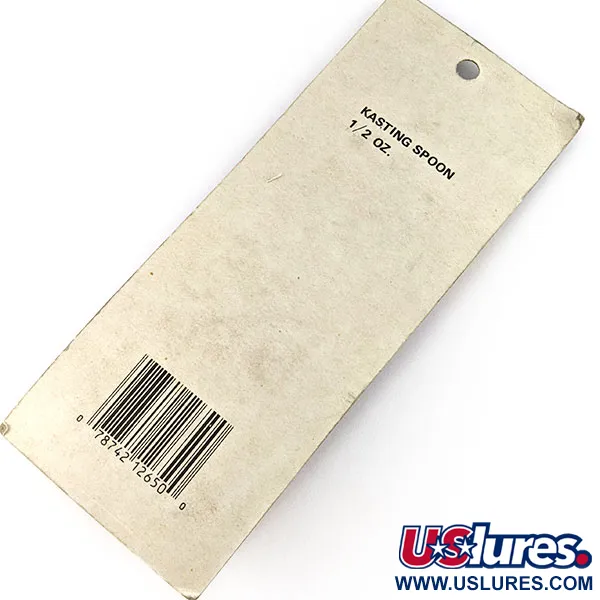 KASTING SPOON
1/2 OZ.
0 78742 12650 0
USlures.
WWW.USLURES.COM